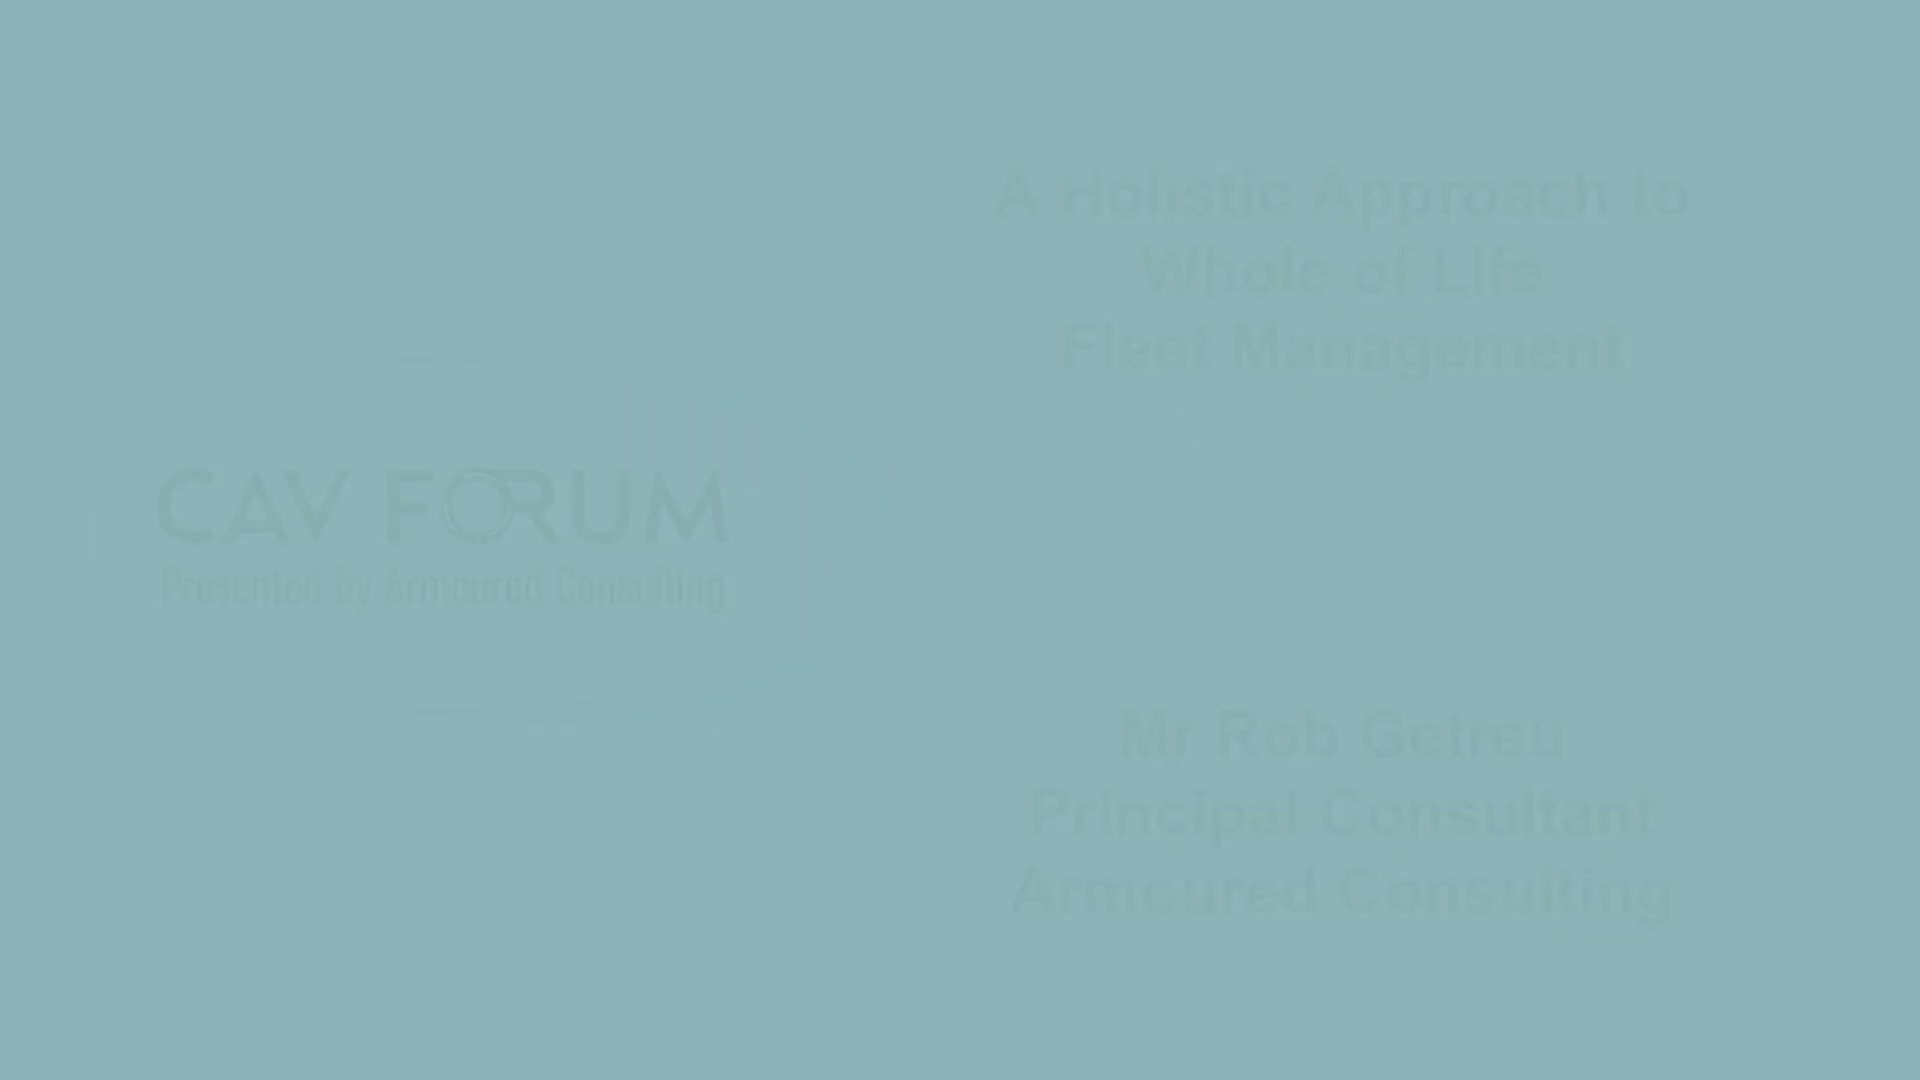 CAV FORUM
Presented by Armoured Consulting
A Holistic Approach to
Whole of Life
Fleet Management
Mr Rob Getreu
Principal Consultant
Armoured Consulting